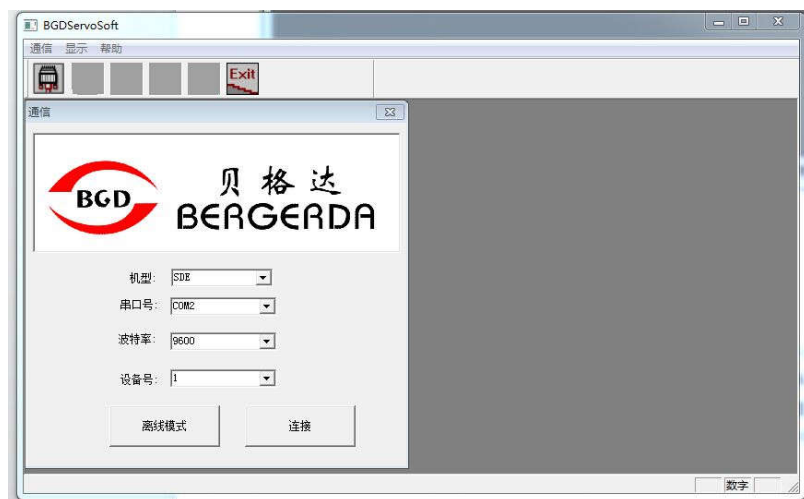 BGDServoSoft
通信 显示 帮助
Exit
通信
BGD
贝格达
BERGERDA
机型: SDE
串口号: COM2
波特率: 9600
设备号: 1
离线模式 连接
数字